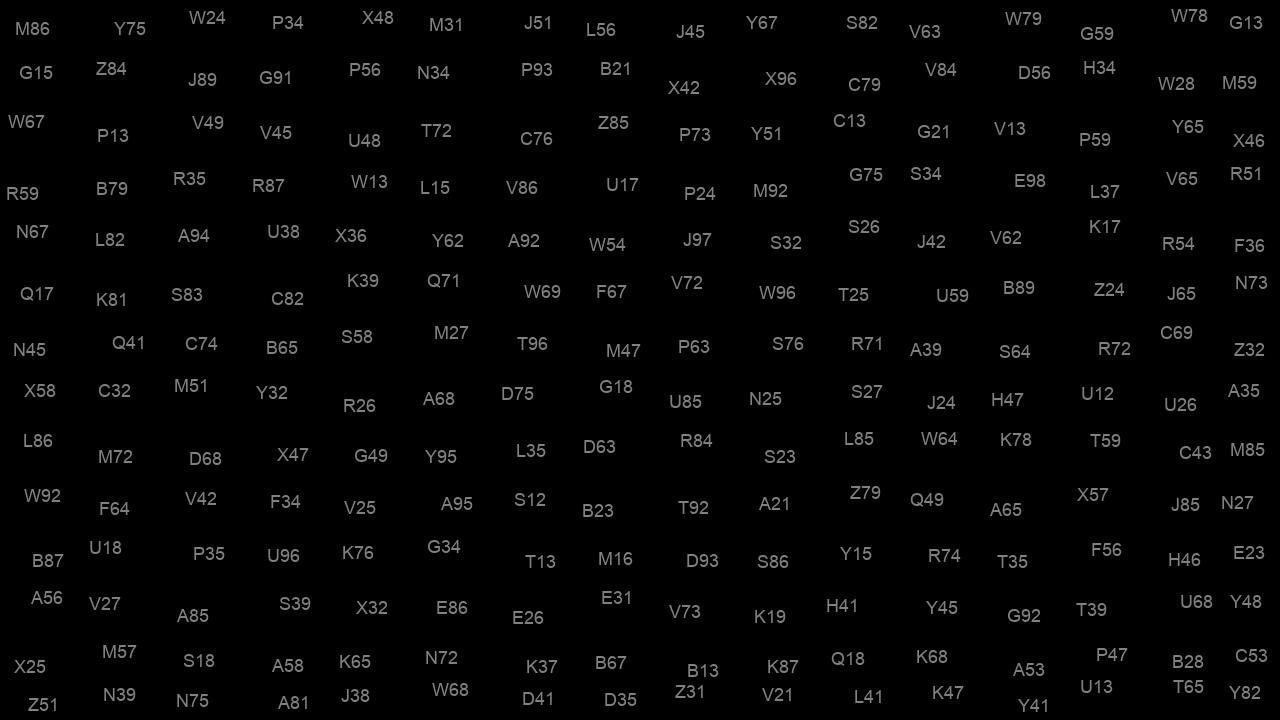 M86 Y75 W24 P34 X48 M31 J51 L56 J45 Y67 S82 V63 W79 G59 W78 G13
G15 Z84 J89 G91 P56 N34 P93 B21 X42 X96 C79 V84 D56 H34 W28 M59
W67 P13 V49 V45 U48 T72 C76 Z85 P73 Y51 C13 G21 V13 P59 Y65 X46
R59 B79 R35 R87 W13 L15 V86 U17 P24 M92 G75 S34 E98 L37 V65 R51
N67 L82 A94 U38 X36 Y62 A92 W54 J97 S32 S26 J42 V62 K17 R54 F36
Q17 K81 S83 C82 K39 Q71 W69 F67 V72 W96 T25 U59 B89 Z24 J65 N73
N45 Q41 C74 B65 S58 M27 T96 M47 P63 S76 R71 A39 S64 R72 C69 Z32
X58 C32 M51 Y32 R26 A68 D75 G18 U85 N25 S27 J24 H47 U12 U26 A35
L86 M72 D68 X47 G49 Y95 L35 D63 R84 S23 L85 W64 K78 T59 C43 M85
W92 F64 V42 F34 V25 A95 S12 B23 T92 A21 Z79 Q49 A65 X57 J85 N27
B87 U18 P35 U96 K76 G34 T13 M16 D93 S86 Y15 R74 T35 F56 H46 E23
A56 V27 A85 S39 X32 E86 E26 E31 V73 K19 H41 Y45 G92 T39 U68 Y48
X25 M57 S18 A58 K65 N72 K37 B67 B13 K87 Q18 K68 A53 P47 B28 C53
Z51 N39 N75 A81 J38 W68 D41 D35 Z31 V21 L41 K47 Y41 U13 T65 Y82